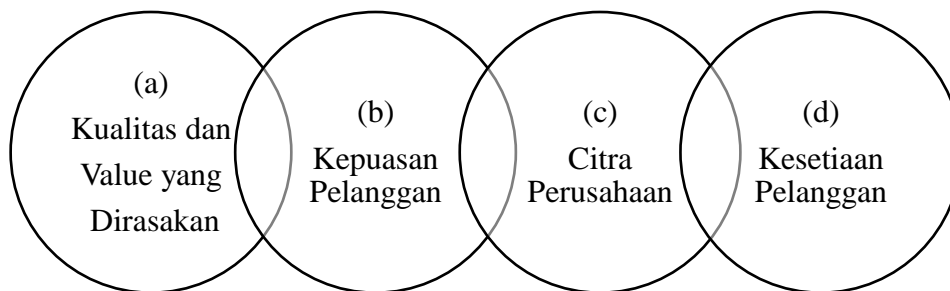 (a)
Kualitas dan
Value yang
Dirasakan
(b)
Kepuasan
Pelanggan
(c)
Citra
Perusahaan
(d)
Kesetiaan
Pelanggan